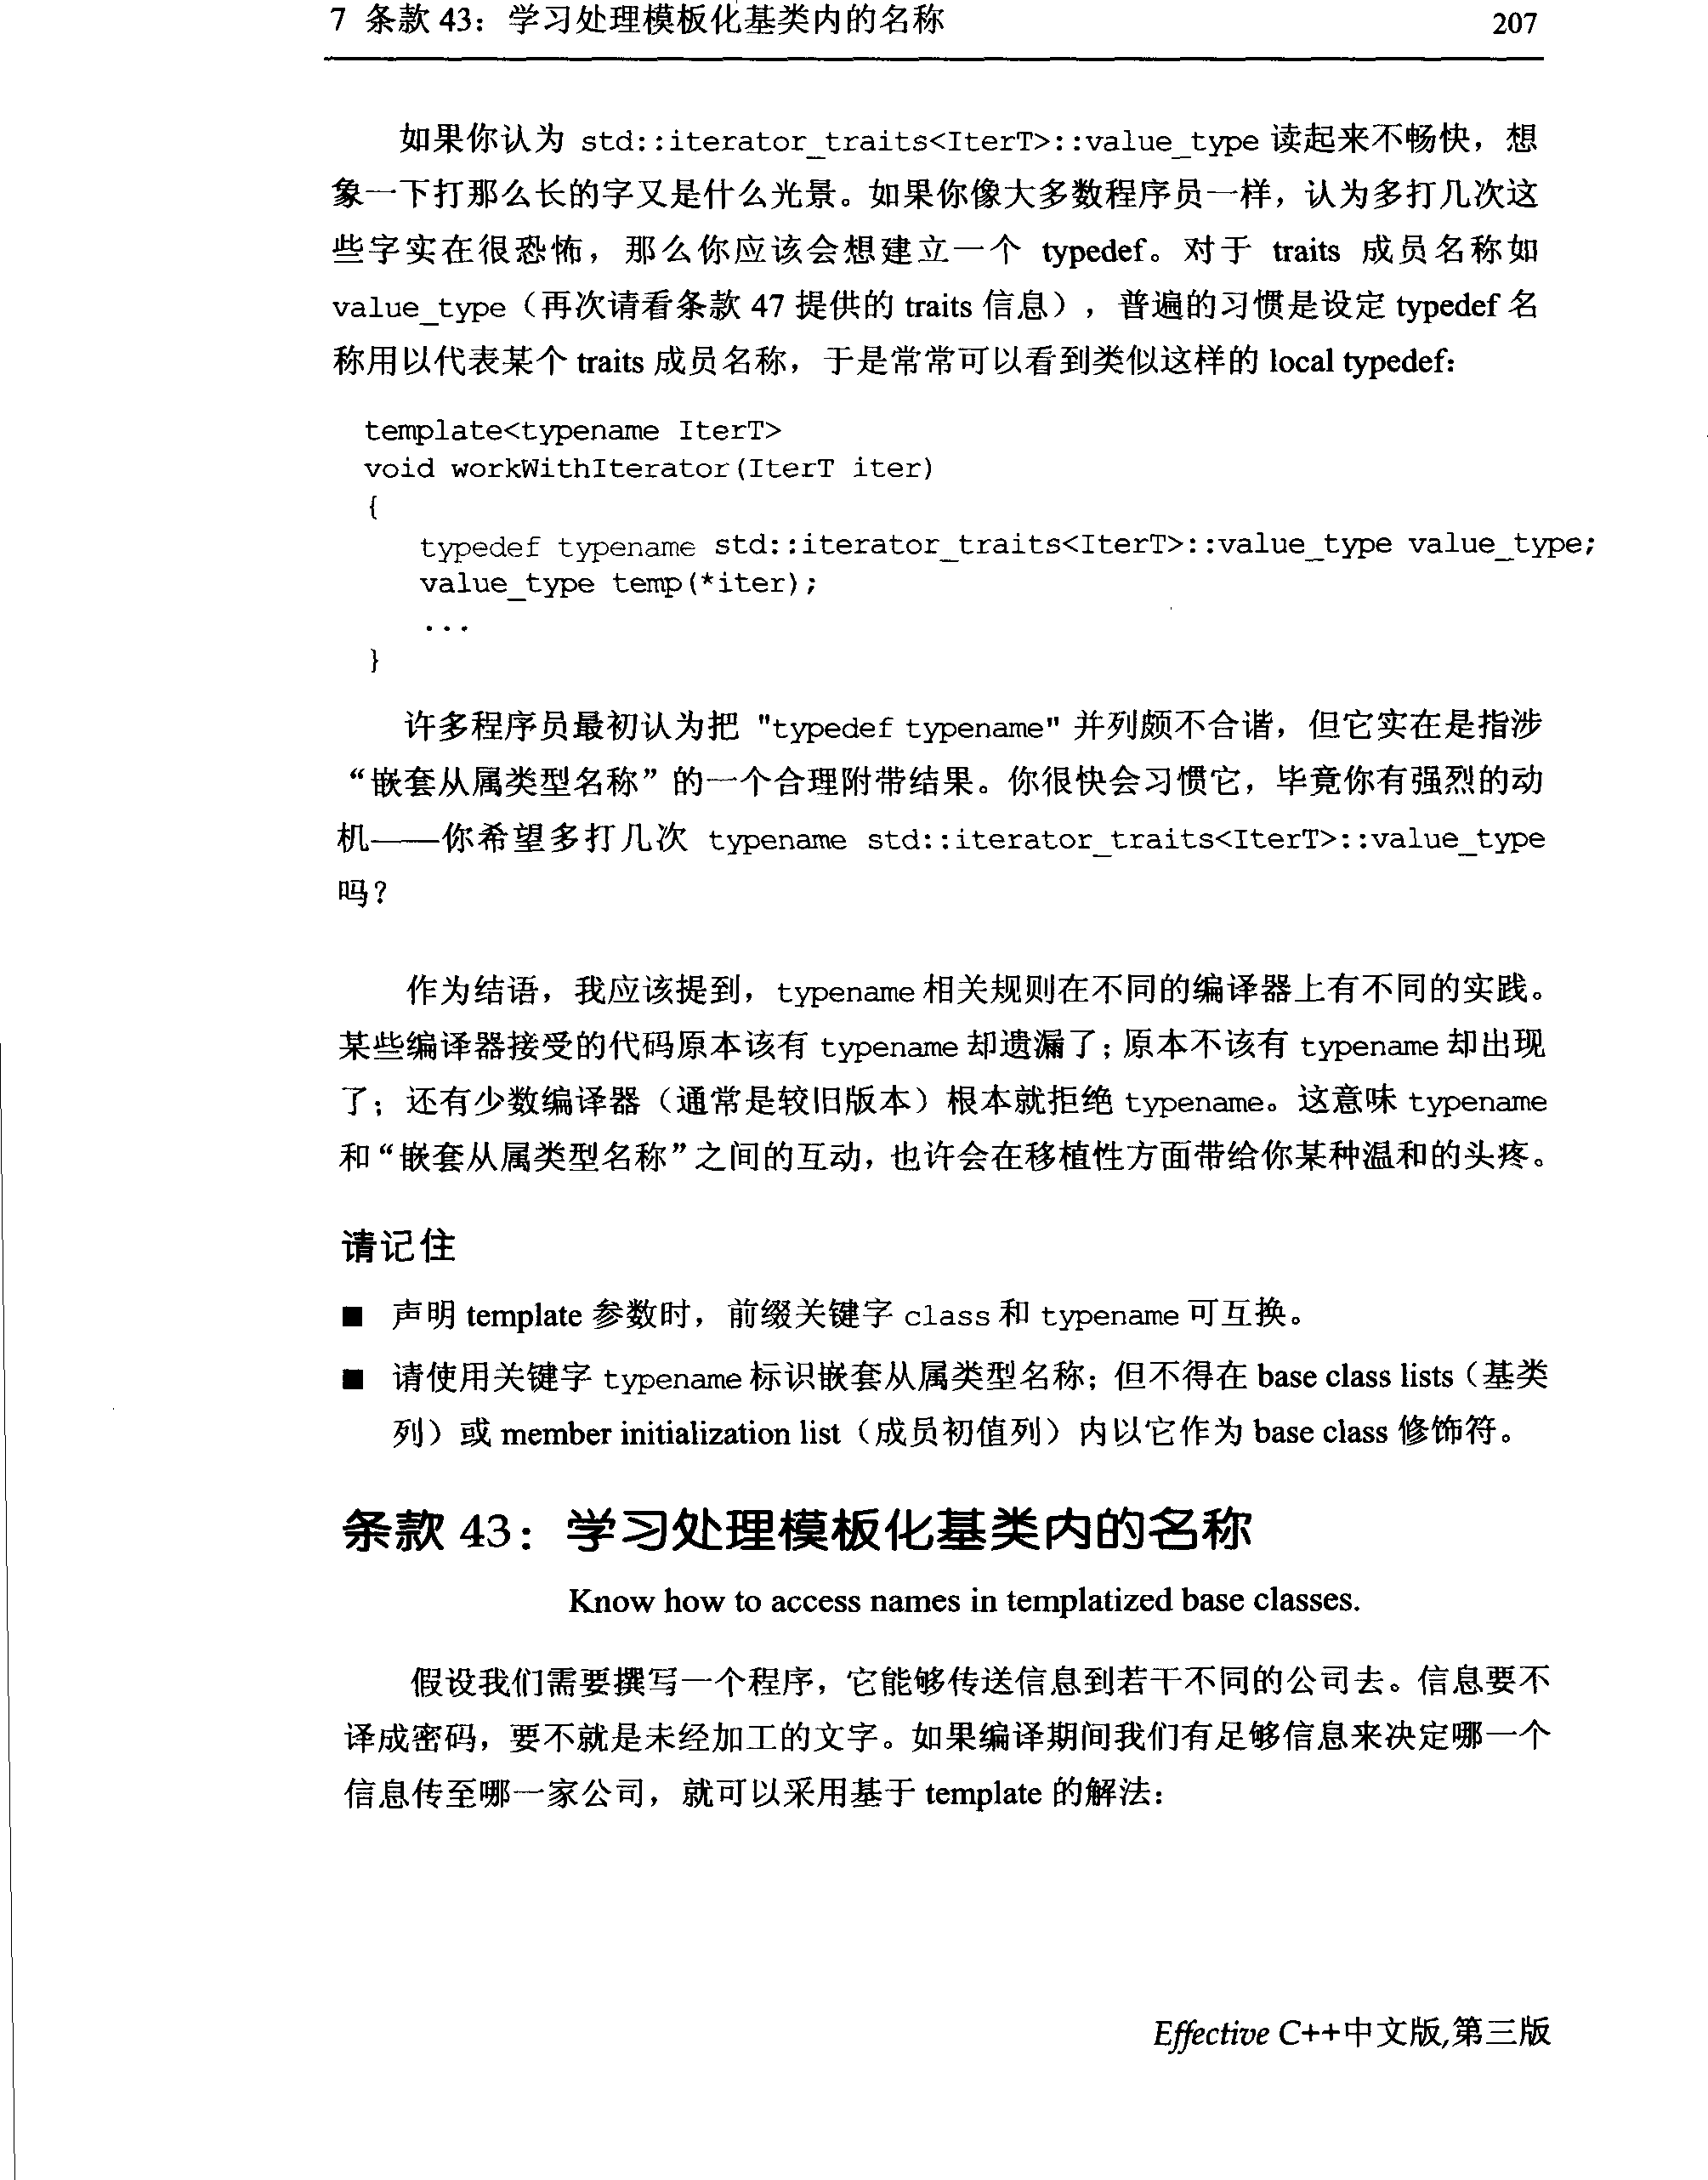 7 条款 43：学习处理模板化基类内的名称 207
如果你认为 std::iterator_traits<IterT>::value_type 读起来不畅快，想
象一下打那么长的字又是什么光景。如果你像大多数程序员一样，认为多打几次这
些字实在很恐怖，那么你应该会想建立一个 typedef。对于 traits 成员名称如
value_type（再次请看条款 47 提供的 traits 信息），普遍的习惯是设定 typedef 名
称用以代表某个 traits 成员名称，于是常常可以看到类似这样的 local typedef：
template<typename IterT>
void workWithIterator(IterT iter)
{
typedef typename std::iterator_traits<IterT>::value_type value_type;
value_type temp(*iter);
...
}
许多程序员最初认为把 "typedef typename" 并列颇不合谐，但它实在是指涉
“嵌套从属类型名称”的一个合理附带结果。你很快会习惯它，毕竟你有强烈的动
机——你希望多打几次 typename std::iterator_traits<IterT>::value_type
吗？
作为结语，我应该提到，typename 相关规则在不同的编译器上有不同的实践。
某些编译器接受的代码原本该有 typename 却遗漏了；原本不该有 typename 却出现
了；还有少数编译器（通常是较旧版本）根本就拒绝 typename。这意味 typename
和“嵌套从属类型名称”之间的互动，也许会在移植性方面带给你某种温和的头疼。
请记住
■ 声明 template 参数时，前缀关键字 class 和 typename 可互换。
■ 请使用关键字 typename 标识嵌套从属类型名称；但不得在 base class lists（基类
列）或 member initialization list（成员初值列）内以它作为 base class 修饰符。
条款 43：学习处理模板化基类内的名称
Know how to access names in templatized base classes.
假设我们需要撰写一个程序，它能够传送信息到若干不同的公司去。信息要不
译成密码，要不就是未经加工的文字。如果编译期间我们有足够信息来决定哪一个
信息传至哪一家公司，就可以采用基于 template 的解法：
Effective C++中文版,第三版